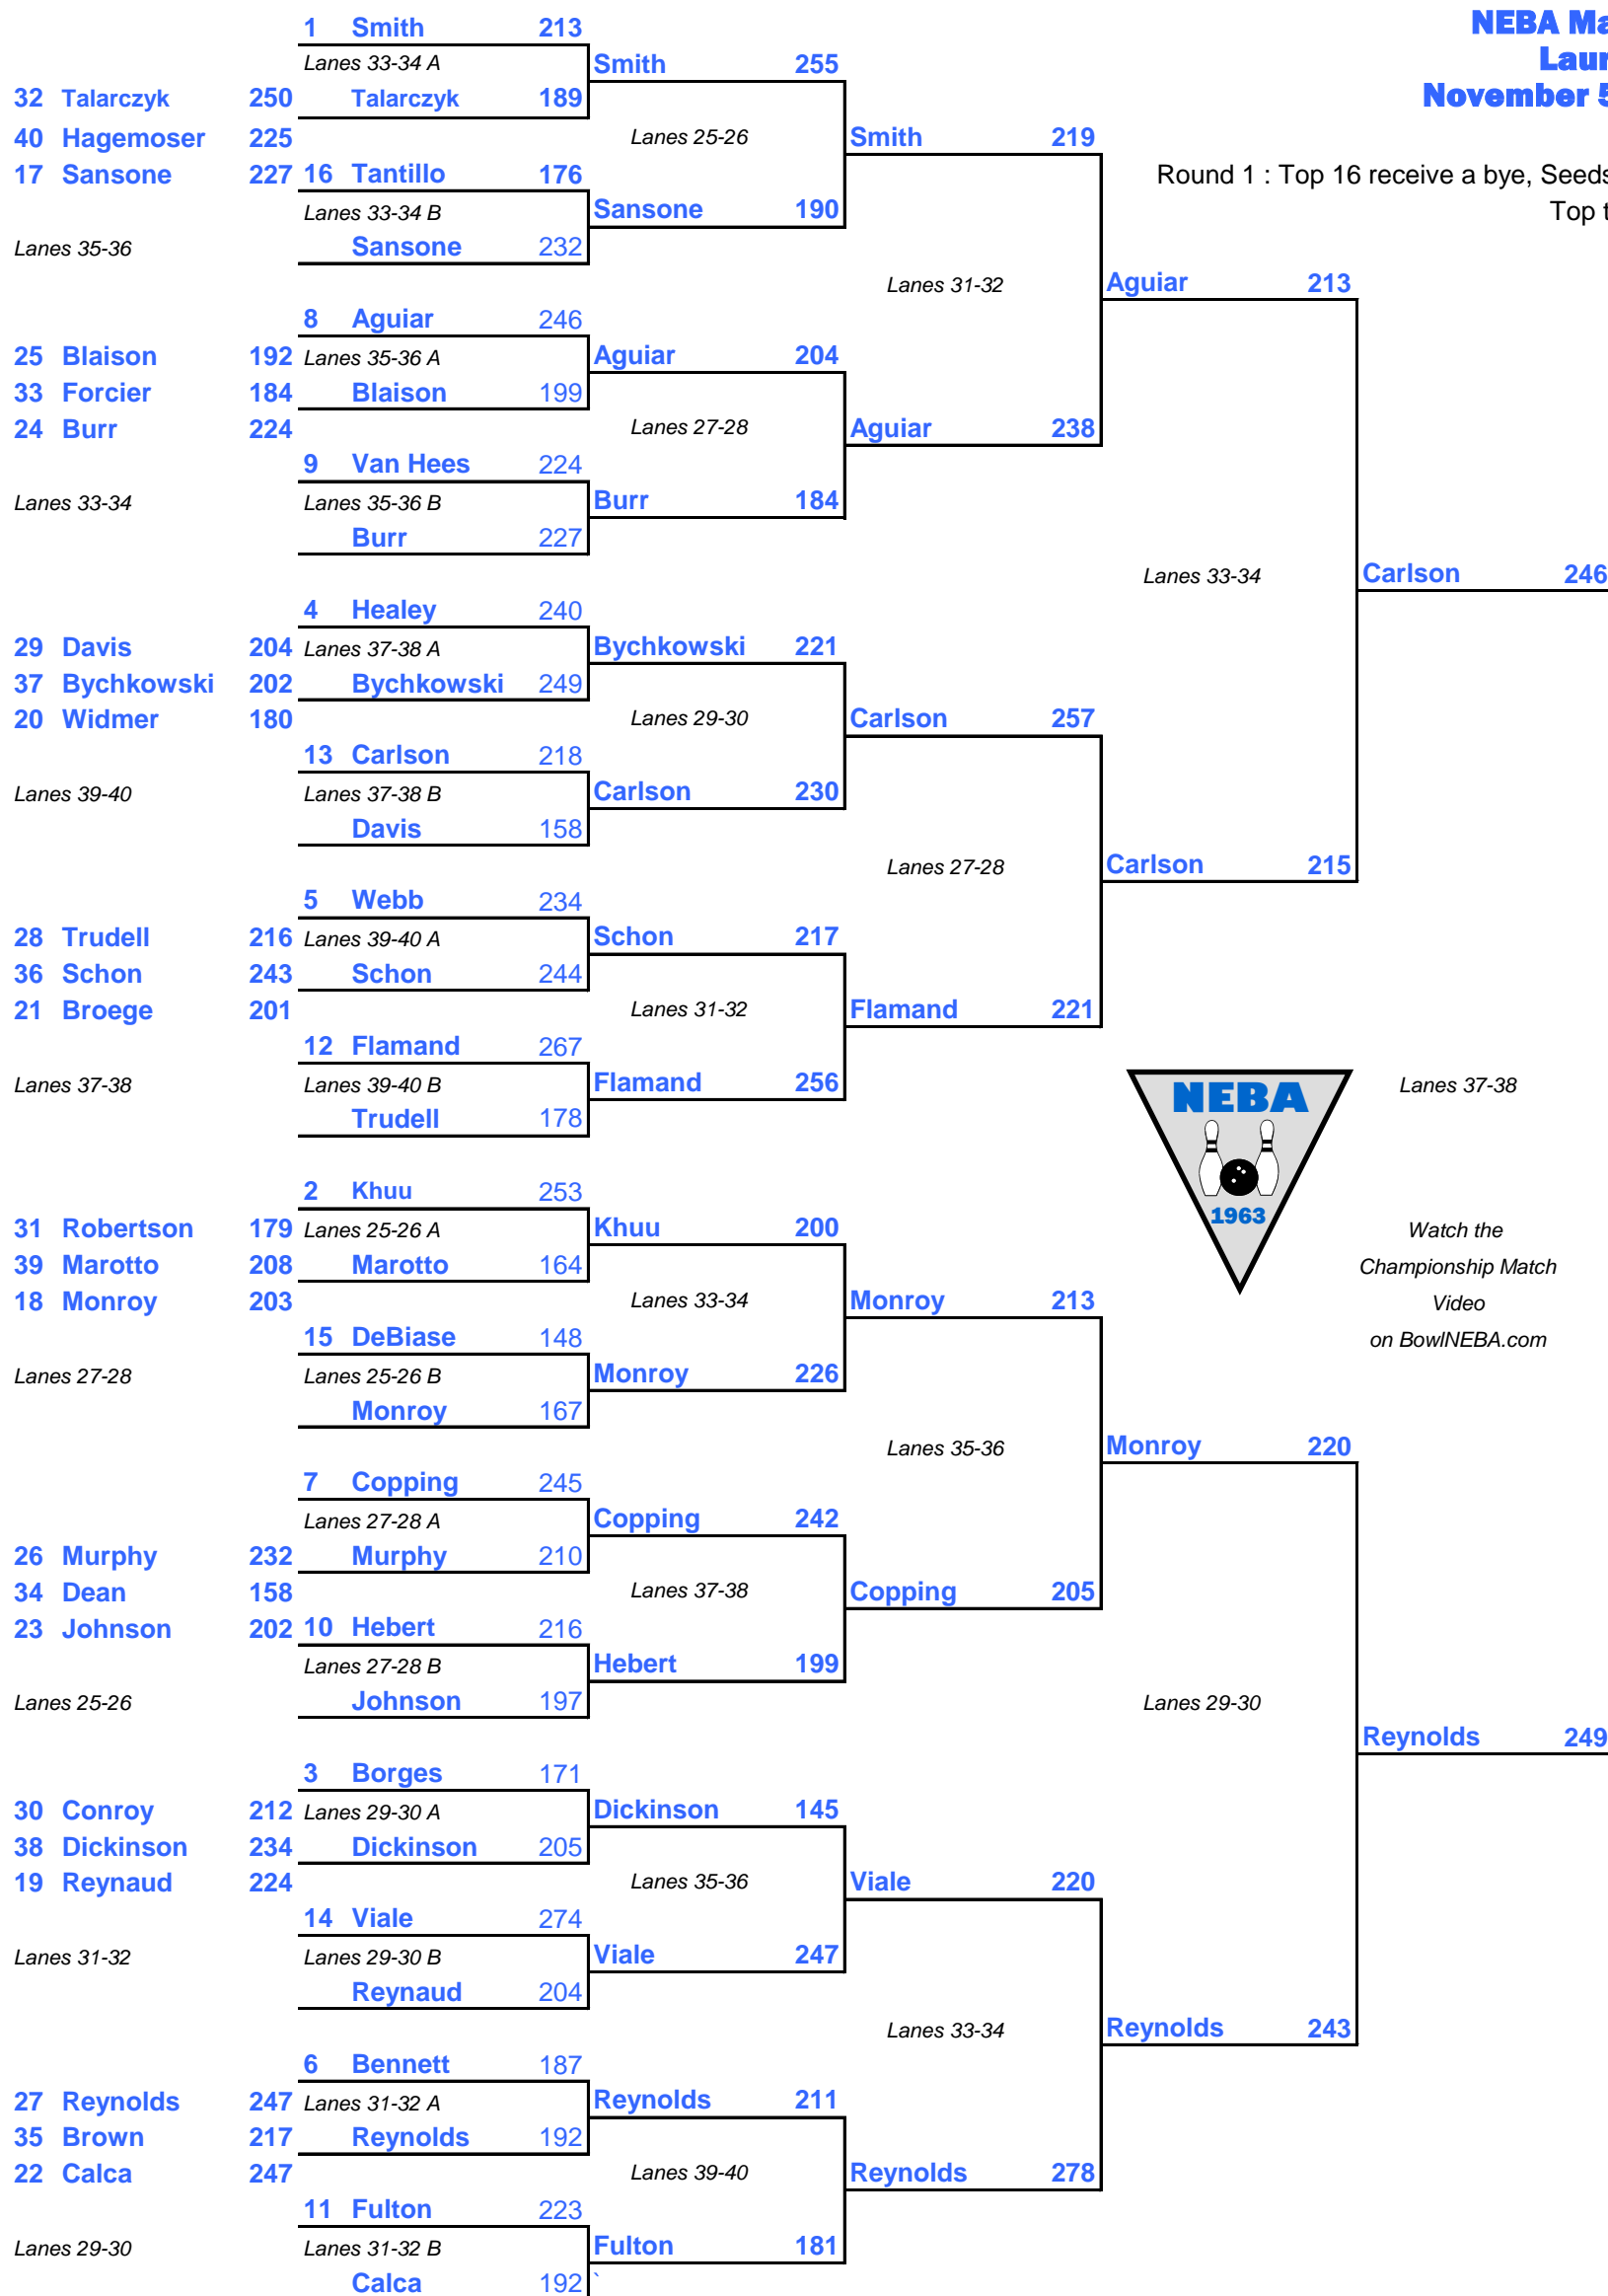 1 Smith 213
NEBA Ma
Lanes 33-34 A
Smith 255
Laur
32 Talarczyk 250 Talarczyk 189
November 5
40 Hagemoser 225
Lanes 25-26
Smith 219
17 Sansone 227 16 Tantillo 176
Round 1 : Top 16 receive a bye, Seeds
Lanes 33-34 B
Sansone 190
Top t
Lanes 35-36
Sansone 232
Lanes 31-32
Aguiar 213
8 Aguiar 246
25 Blaison 192 Lanes 35-36 A
Aguiar 204
33 Forcier 184 Blaison 199
24 Burr 224
Lanes 27-28
Aguiar 238
9 Van Hees 224
Lanes 33-34
Lanes 35-36 B
Burr 184
Burr 227
Lanes 33-34
Carlson 246
4 Healey 240
29 Davis 204 Lanes 37-38 A
Bychkowski 221
37 Bychkowski 202 Bychkowski 249
20 Widmer 180
Lanes 29-30
Carlson 257
13 Carlson 218
Lanes 39-40
Lanes 37-38 B
Carlson 230
Davis 158
Lanes 27-28
Carlson 215
5 Webb 234
28 Trudell 216 Lanes 39-40 A
Schon 217
36 Schon 243 Schon 244
21 Broege 201
Lanes 31-32
Flamand 221
12 Flamand 267
Lanes 37-38
Lanes 39-40 B
Flamand 256
NEBA
Lanes 37-38
Trudell 178
2 Khuu 253
1963
31 Robertson 179 Lanes 25-26 A
Khuu 200
Watch the
39 Marotto 208 Marotto 164
Championship Match
18 Monroy 203
Lanes 33-34
Monroy 213
Video
15 DeBiase 148
on BowlNEBA.com
Lanes 27-28
Lanes 25-26 B
Monroy 226
Monroy 167
Lanes 35-36
Monroy 220
7 Copping 245
Lanes 27-28 A
Copping 242
26 Murphy 232 Murphy 210
34 Dean 158
Lanes 37-38
Copping 205
23 Johnson 202 10 Hebert 216
Lanes 27-28 B
Hebert 199
Lanes 25-26
Johnson 197
Lanes 29-30
Reynolds 249
3 Borges 171
30 Conroy 212 Lanes 29-30 A
Dickinson 145
38 Dickinson 234 Dickinson 205
19 Reynaud 224
Lanes 35-36
Viale 220
14 Viale 274
Lanes 31-32
Lanes 29-30 B
Viale 247
Reynaud 204
Lanes 33-34
Reynolds 243
6 Bennett 187
27 Reynolds 247 Lanes 31-32 A
Reynolds 211
35 Brown 217 Reynolds 192
22 Calca 247
Lanes 39-40
Reynolds 278
11 Fulton 223
Lanes 29-30
Lanes 31-32 B
Fulton 181
Calca 192 `